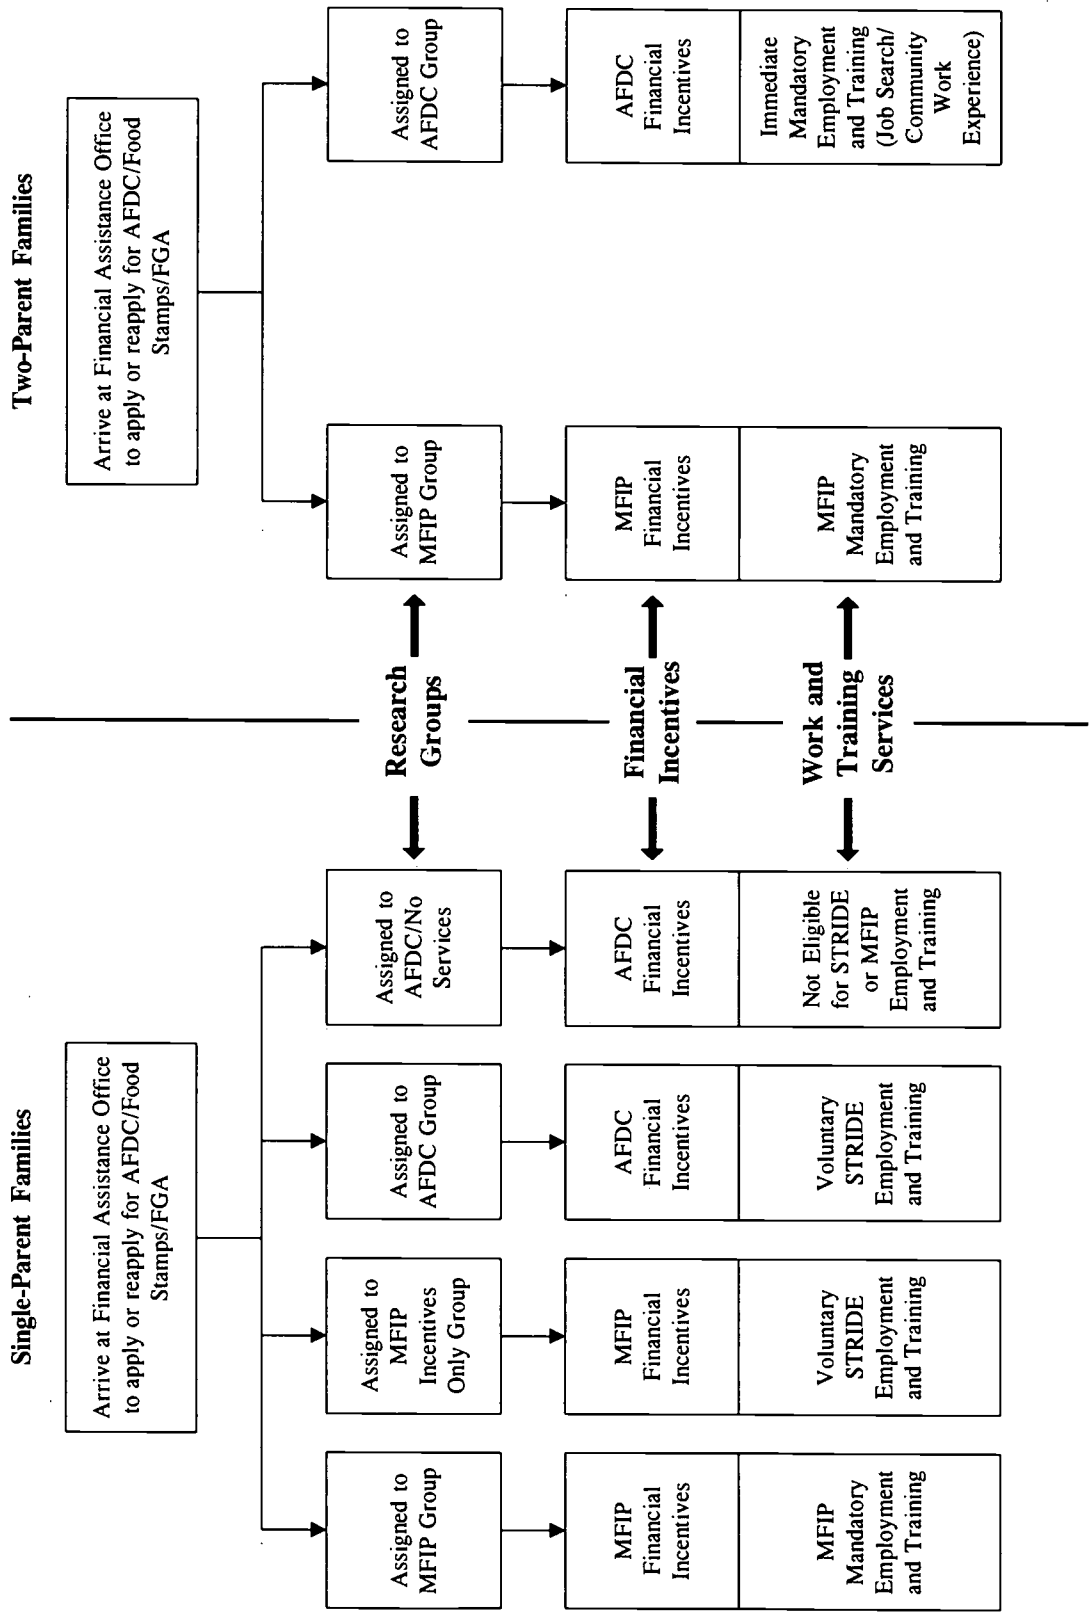 Single-Parent Families
Arrive at Financial Assistance Office
to apply or reapply for AFDC/Food
Stamps/FGA
Assigned to
MFIP Group
MFIP
Financial
Incentives
MFIP
Mandatory
Employment
and Training
Assigned to
MFIP
Incentives
Only Group
MFIP
Financial
Incentives
Voluntary
STRIDE
Employment
and Training
Assigned to
AFDC Group
AFDC
Financial
Incentives
Voluntary
STRIDE
Employment
and Training
Assigned to
AFDC/No
Services
AFDC
Financial
Incentives
Not Eligible
for STRIDE
or MFIP
Employment
and Training
Research
Groups
Financial
Incentives
Work and
Training
Services
Two-Parent Families
Arrive at Financial Assistance Office
to apply or reapply for AFDC/Food
Stamps/FGA
Assigned to
MFIP Group
MFIP
Financial
Incentives
MFIP
Mandatory
Employment
and Training
Assigned to
AFDC Group
AFDC
Financial
Incentives
Immediate
Mandatory
Employment
and Training
(Job Search/
Community
Work
Experience)